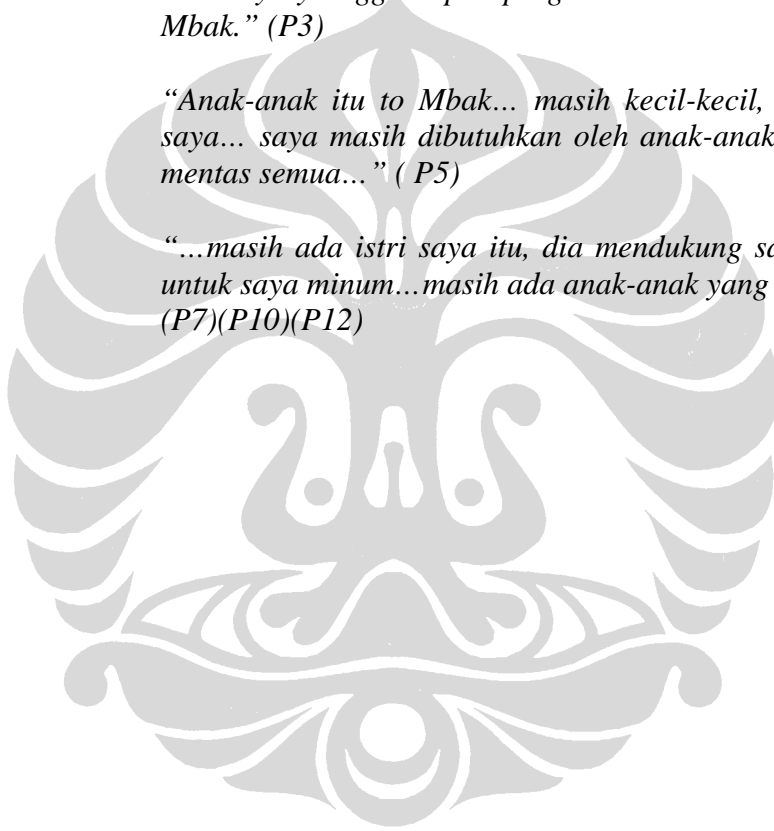 Mbak.” (P3)
“Anak-anak itu to Mbak… masih kecil-kecil,
saya… saya masih dibutuhkan oleh anak-anak
mentas semua…” ( P5)
“…masih ada istri saya itu, dia mendukung
untuk saya minum…masih ada anak-anak yang
(P7)(P10)(P12)